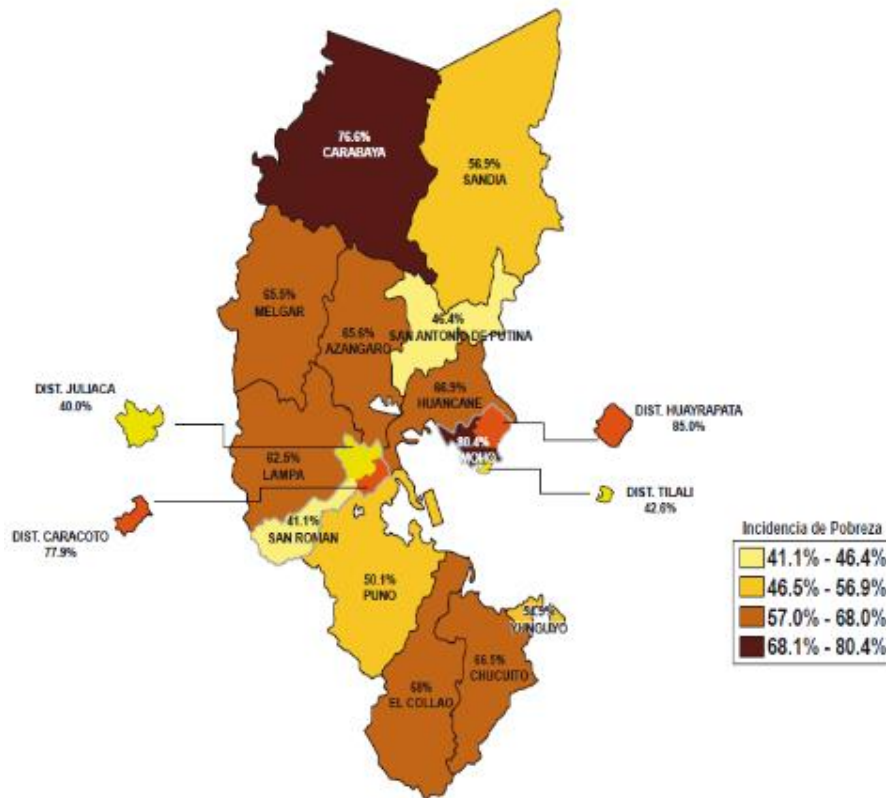 76.6%
CARABAYA
56.9%
SANDIA
65.5%
MELGAR
65.6%
AZANGARO
46.4%
SAN ANTONIO DE PUTINA
66.9%
HUANCANE
DIST. JULIACA
40.0%
DIST. HUAYRAPATA
85.0%
80.4%
MOHO
62.5%
LAMPA
DIST. TILALI
42.6%
DIST. CARACOTO
77.9%
41.1%
SAN ROMAN
50.1%
PUNO
YUNGUYO
66.5%
CHUCUITO
68%
EL COLLAO
Incidencia de Pobreza
41.1% - 46.4%
46.5% - 56.9%
57.0% - 68.0%
68.1% - 80.4%